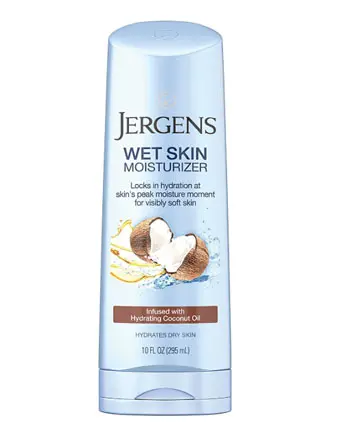 JERGENS
WET SKIN
MOISTURIZER
Locks in hydration at
skin's peak moisture moment
for visibly soft skin
Infused with
Hydrating Coconut Oil
HYDRATES DRY SKIN
10 FL OZ (295 mL)